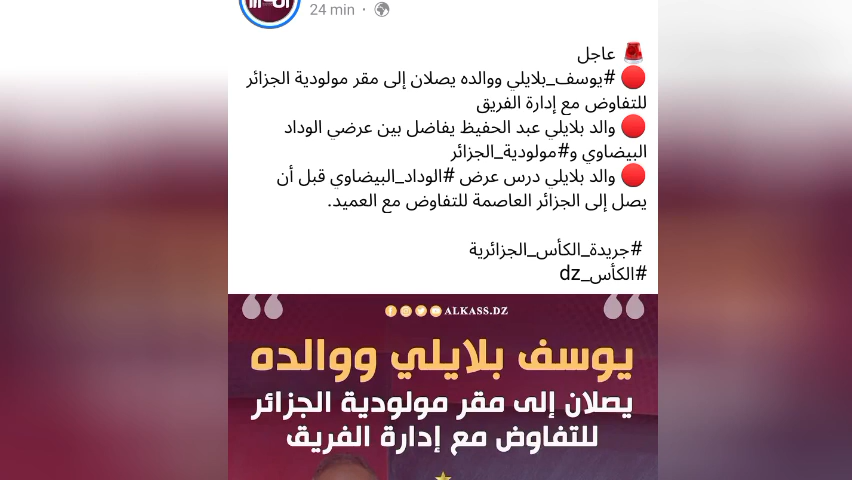 24 min ·
عاجل
#يوسف_بلايلي ووالده يصلان إلى مقر مولودية الجزائر
للتفاوض مع إدارة الفريق
والد بلايلي عبد الحفيظ يفاضل بين عرضي الوداد
البيضاوي و#مولودية_الجزائر
والد بلايلي درس عرض #الوداد_البيضاوي قبل أن
يصل إلى الجزائر العاصمة للتفاوض مع العميد.
#جريدة_الكأس_الجزائرية
#الكأس_dz
ALKASS.DZ
يوسف بلايلي ووالده
يصلان إلى مقر مولودية الجزائر
للتفاوض مع إدارة الفريق